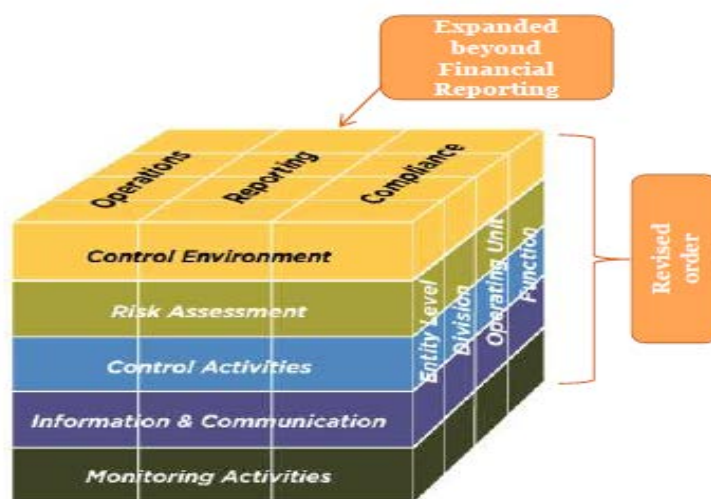 Expanded
beyond
Financial
Reporting
Operations
Reporting
Compliance
Control Environment
Risk Assessment
Control Activities
Information & Communication
Monitoring Activities
Entity Level
Division
Operating Unit
Function
Revised
order